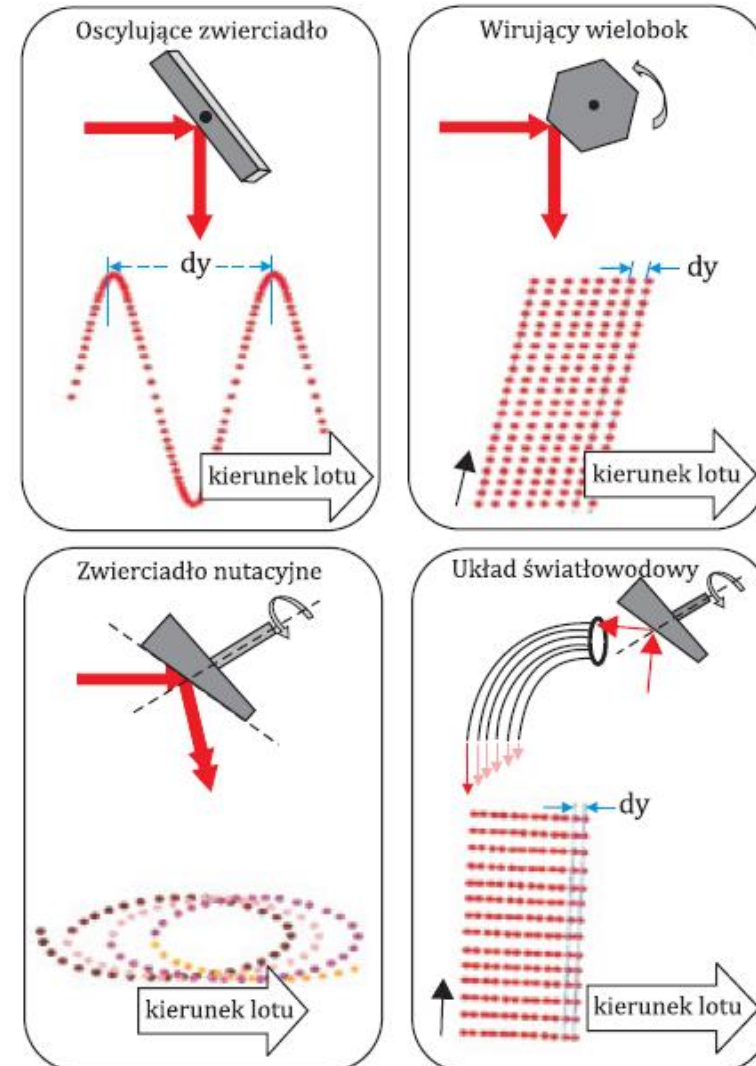 Oscylujące zwierciadło
dy
kierunek lotu
Wirujący wielobok
dy
kierunek lotu
Zwierciadło nutacyjne
kierunek lotu
Układ światłowodowy
dy
kierunek lotu